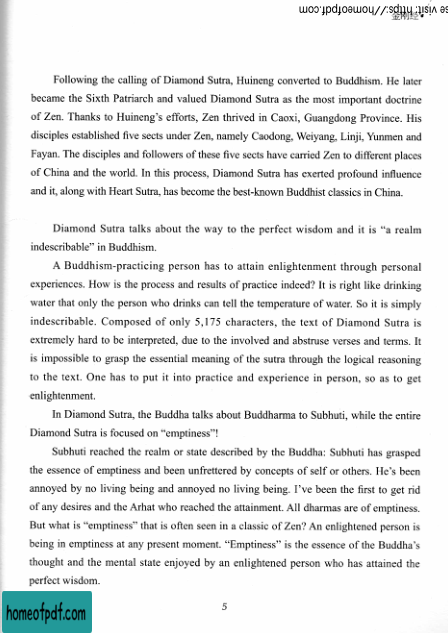 se visit: https://homeofpdf.com
金刚经 •
Following the calling of Diamond Sutra, Huineng converted to Buddhism. He later
became the Sixth Patriarch and valued Diamond Sutra as the most important doctrine
of Zen. Thanks to Huineng's efforts, Zen thrived in Caoxi, Guangdong Province. His
disciples established five sects under Zen, namely Caodong, Weiyang, Linji, Yunmen and
Fayan. The disciples and followers of these five sects have carried Zen to different places
of China and the world. In this process, Diamond Sutra has exerted profound influence
and it, along with Heart Sutra, has become the best-known Buddhist classics in China.
Diamond Sutra talks about the way to the perfect wisdom and it is “a realm
indescribable” in Buddhism.
A Buddhism-practicing person has to attain enlightenment through personal
experiences. How is the process and results of practice indeed? It is right like drinking
water that only the person who drinks can tell the temperature of water. So it is simply
indescribable. Composed of only 5,175 characters, the text of Diamond Sutra is
extremely hard to be interpreted, due to the involved and abstruse verses and terms. It
is impossible to grasp the essential meaning of the sutra through the logical reasoning
to the text. One has to put it into practice and experience in person, so as to get
enlightenment.
In Diamond Sutra, the Buddha talks about Buddharma to Subhuti, while the entire
Diamond Sutra is focused on “emptiness”!
Subhuti reached the realm or state described by the Buddha: Subhuti has grasped
the essence of emptiness and been unfrettered by concepts of self or others. He's been
annoyed by no living being and annoyed no living being. I've been the first to get rid
of any desires and the Arhat who reached the attainment. All dharmas are of emptiness.
But what is “emptiness” that is often seen in a classic of Zen? An enlightened person is
being in emptiness at any present moment. “Emptiness” is the essence of the Buddha's
thought and the mental state enjoyed by an enlightened person who has attained the
perfect wisdom.
5
homeofpdf.com